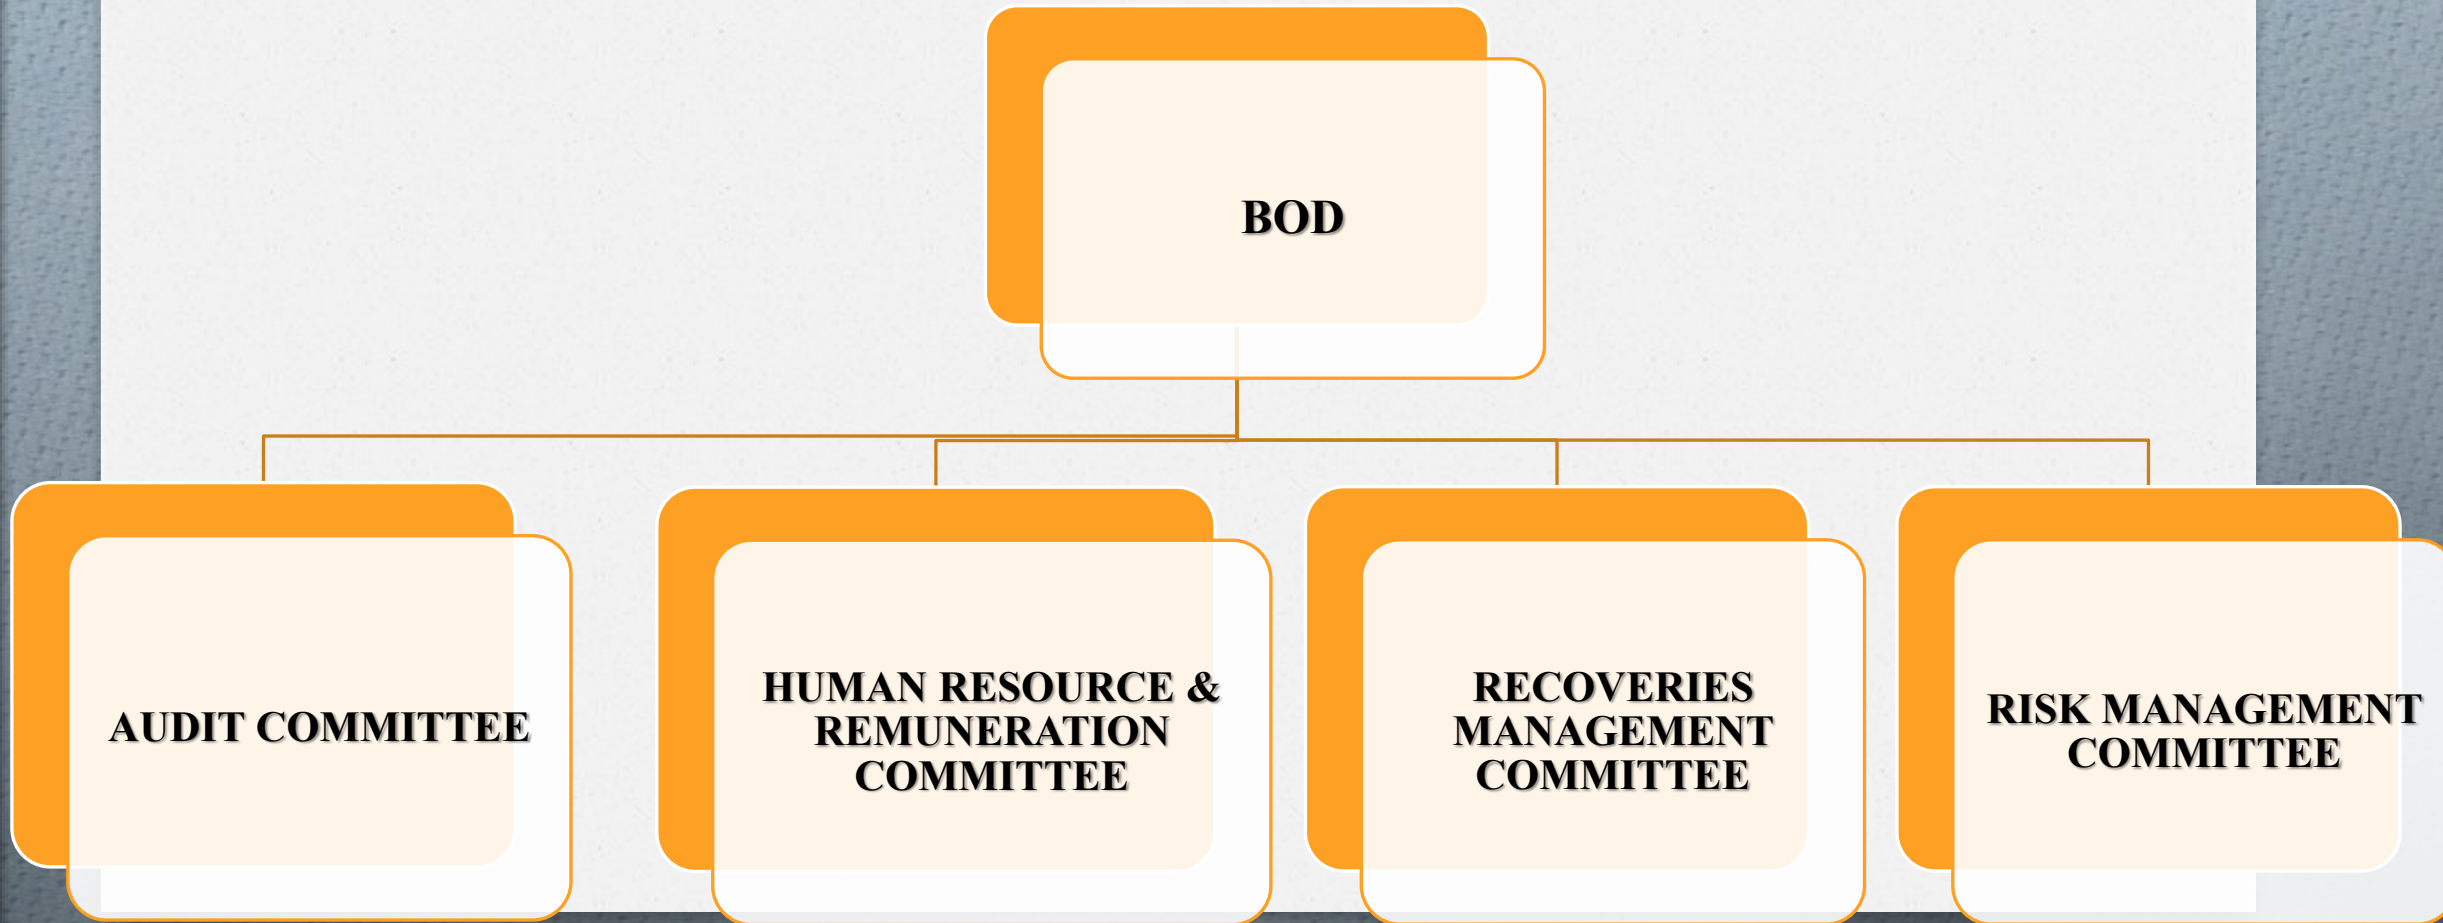 BOD
AUDIT COMMITTEE
HUMAN RESOURCE &
REMUNERATION
COMMITTEE
RECOVERIES
MANAGEMENT
COMMITTEE
RISK MANAGEMENT
COMMITTEE